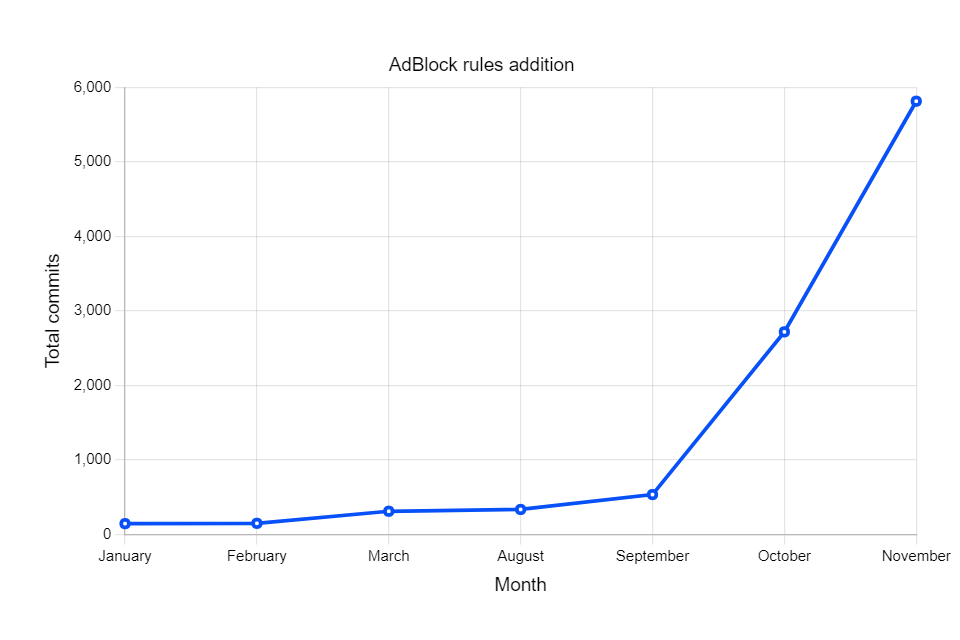 AdBlock rules addition
6,000
5,000
4,000
3,000
2,000
1,000
0
Total commits
January February March August September October November
Month